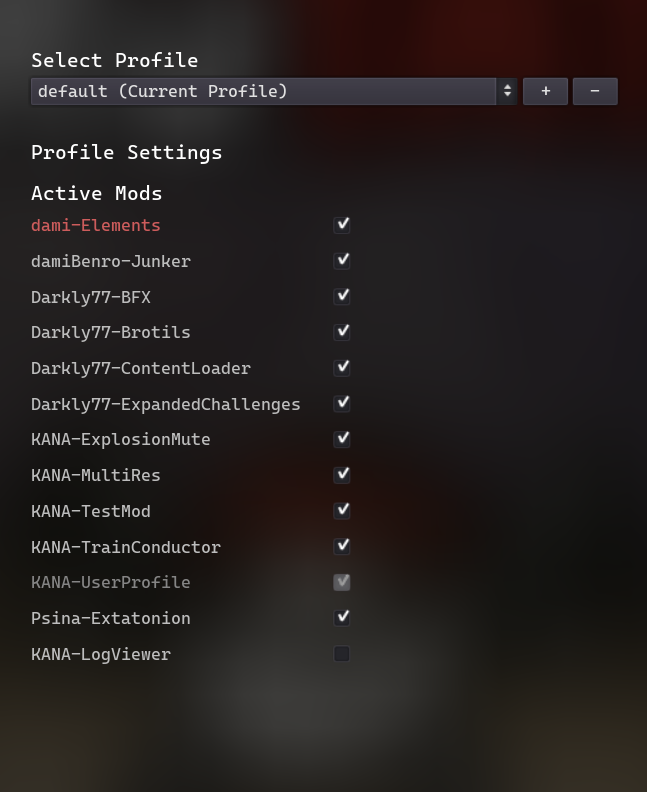 Select Profile
default (Current Profile)
+
-
Profile Settings
Active Mods
dami-Elements
damiBenro-Junker
Darkly77-BFX
Darkly77-Brotils
Darkly77-ContentLoader
Darkly77-ExpandedChallenges
KANA-ExplosionMute
KANA-MultiRes
KANA-TestMod
KANA-TrainConductor
KANA-UserProfile
Psina-Extatonion
KANA-LogViewer